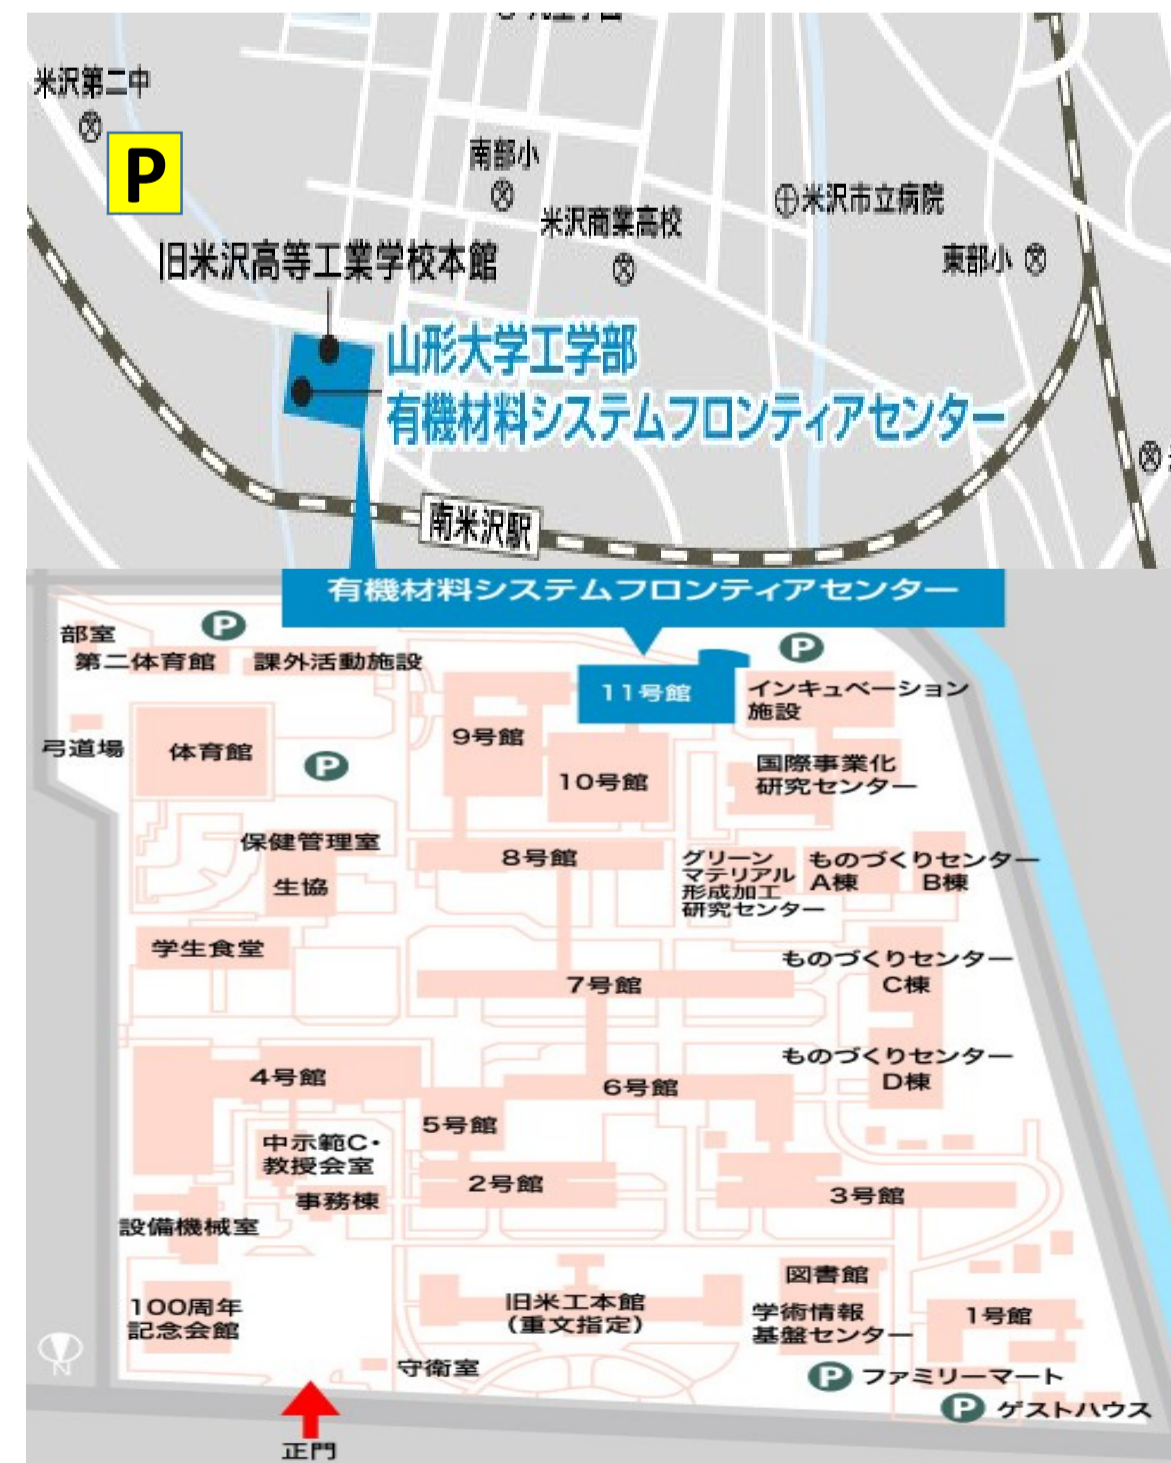 米沢第二中
P
南部小
米沢商業高校
米沢市立病院
東部小
旧米沢高等工業学校本館
山形大学工学部
有機材料システムフロンティアセンター
南米沢駅
有機材料システムフロンティアセンター
部室
P
第二体育館
課外活動施設
P
11号館
インキュベーション
施設
弓道場
体育館
P
9号館
10号館
国際事業化
研究センター
保健管理室
生協
8号館
グリーン
マテリアル
形成加工
研究センター
ものづくりセンター
A棟
B棟
学生食堂
7号館
ものづくりセンター
C棟
4号館
6号館
ものづくりセンター
D棟
5号館
中示範C・
教授会室
事務棟
2号館
3号館
設備機械室
100周年
記念会館
旧米工本館
(重文指定)
図書館
学術情報
基盤センター
1号館
N
守衛室
P ファミリーマート
P ゲストハウス
正門